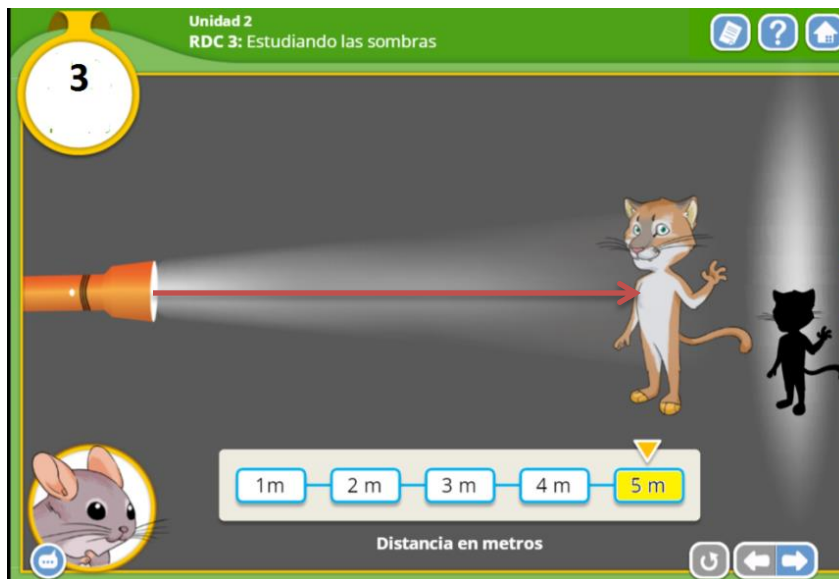 Unidad 2
RDC 3: Estudiando las sombras
?
3
1m
2 m
3 m
4 m
5 m
Distancia en metros